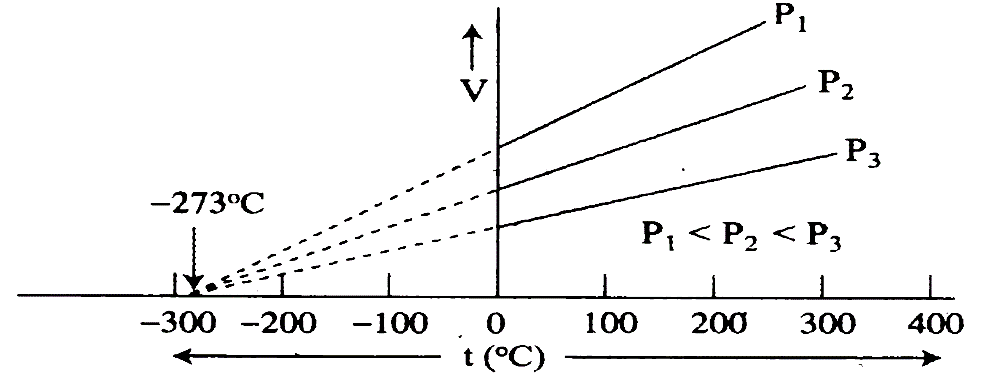 P₁
V
P₂
P₃
−273°C
P₁ < P₂ < P₃
−300 −200 −100 0 100 200 300 400
t (°C)